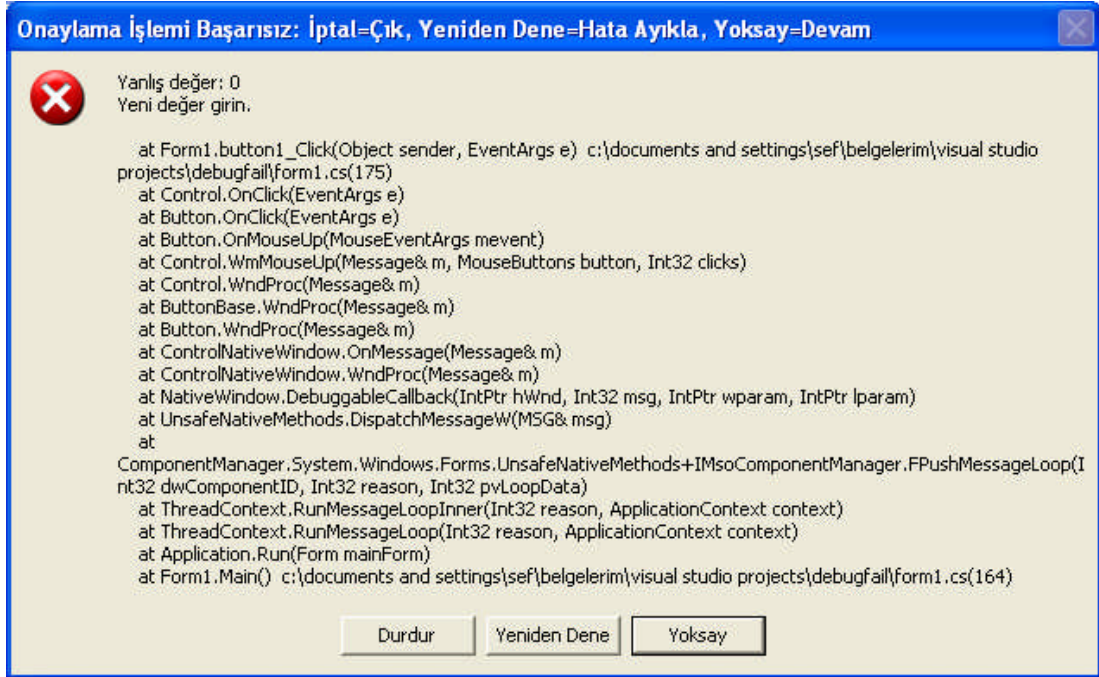 Onaylama İşlemi Başarısız: İptal=Çık, Yeniden Dene=Hata Ayıkla, Yoksay=Devam
Yanlış değer: 0
Yeni değer girin.
at Form1.button1_Click(Object sender, EventArgs e) c:\documents and settings\sef\belgelerim\visual studio
projects\debugfail\form1.cs(175)
at Control.OnClick(EventArgs e)
at Button.OnClick(EventArgs e)
at Button.OnMouseUp(MouseEventArgs mevent)
at Control.WmMouseUp(Message& m, MouseButtons button, Int32 clicks)
at Control.WndProc(Message& m)
at ButtonBase.WndProc(Message& m)
at Button.WndProc(Message& m)
at ControlNativeWindow.OnMessage(Message& m)
at ControlNativeWindow.WndProc(Message& m)
at NativeWindow.DebuggableCallback(IntPtr hWnd, Int32 msg, IntPtr wparam, IntPtr lparam)
at UnsafeNativeMethods.DispatchMessageW(MSG& msg)
at
ComponentManager.System.Windows.Forms.UnsafeNativeMethods+IMsoComponentManager.FPushMessageLoop(I
nt32 dwComponentID, Int32 reason, Int32 pvLoopData)
at ThreadContext.RunMessageLoopInner(Int32 reason, ApplicationContext context)
at ThreadContext.RunMessageLoop(Int32 reason, ApplicationContext context)
at Application.Run(Form mainForm)
at Form1.Main() c:\documents and settings\sef\belgelerim\visual studio projects\debugfail\form1.cs(164)
Durdur Yeniden Dene Yoksay